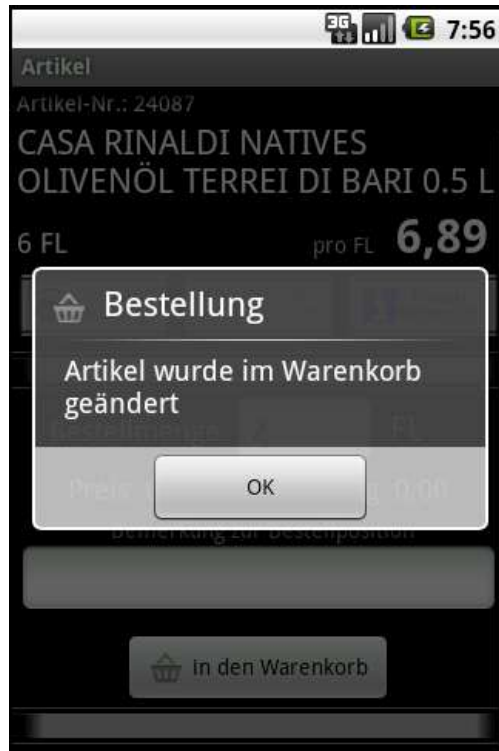 3G 7:56
Artikel
Artikel-Nr.: 24087
CASA RINALDI NATIVES
OLIVENÖL TERREI DI BARI 0.5 L
6 FL pro FL 6,89
Bestellung
Artikel wurde im Warenkorb
geändert
Bestellmenge FL
Preis 0,00
OK
Bemerkung zur Bestellposition
in den Warenkorb